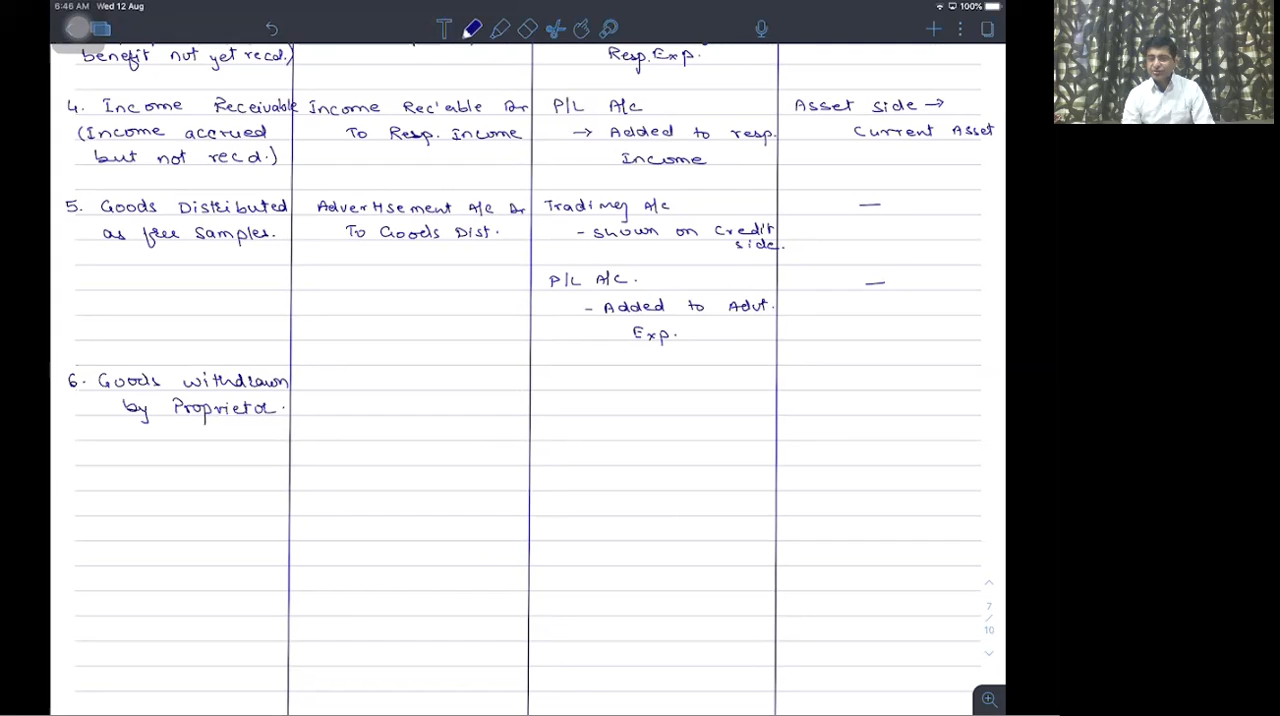 6:46 AM Wed 12 Aug
100%
benefit not yet recd.)
Resp. Exp.
4. Income Receivable
(Income accrued
but not recd.)
Income Rec'able Dr
To Resp. Income
P/L A/c
→ Added to resp.
Income
Asset side →
Current Asset
5. Goods Distributed
as free samples.
Advertisement A/c Dr
To Goods Dist.
Trading A/c
- shown on credit
side.
—
P/L A/c.
- Added to Advt.
Exp.
—
6. Goods withdrawn
by Proprietor.
7
/
10